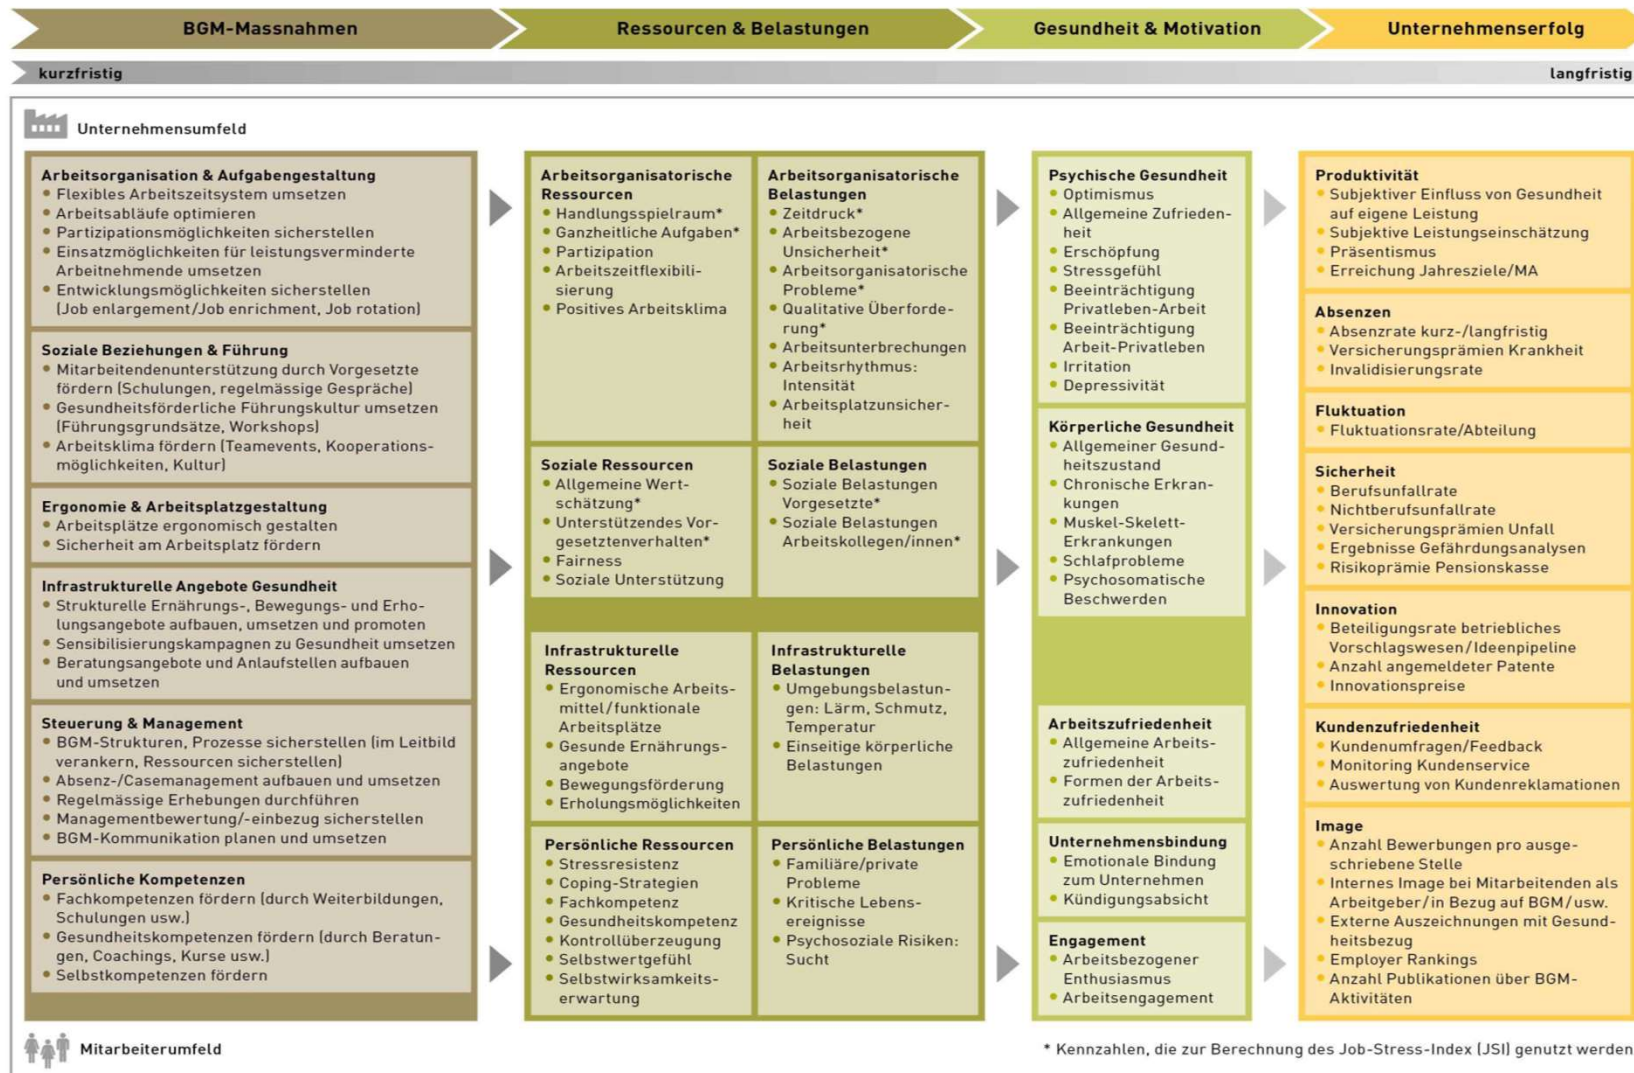 BGM-Massnahmen
Ressourcen & Belastungen
Gesundheit & Motivation
Unternehmenserfolg
kurzfristig
langfristig
Unternehmensumfeld
Arbeitsorganisation & Aufgabengestaltung
• Flexibles Arbeitszeitsystem umsetzen
• Arbeitsabläufe optimieren
• Partizipationsmöglichkeiten sicherstellen
• Einsatzmöglichkeiten für leistungsverminderte
Arbeitnehmende umsetzen
• Entwicklungsmöglichkeiten sicherstellen
(Job enlargement/Job enrichment, Job rotation)
Soziale Beziehungen & Führung
• Mitarbeitendenunterstützung durch Vorgesetzte
fördern (Schulungen, regelmässige Gespräche)
• Gesundheitsförderliche Führungskultur umsetzen
(Führungsgrundsätze, Workshops)
• Arbeitsklima fördern (Teamevents, Kooperations-
möglichkeiten, Kultur)
Ergonomie & Arbeitsplatzgestaltung
• Arbeitsplätze ergonomisch gestalten
• Sicherheit am Arbeitsplatz fördern
Infrastrukturelle Angebote Gesundheit
• Strukturelle Ernährungs-, Bewegungs- und Erho-
lungsangebote aufbauen, umsetzen und promoten
• Sensibilisierungskampagnen zu Gesundheit umsetzen
• Beratungsangebote und Anlaufstellen aufbauen
und umsetzen
Steuerung & Management
• BGM-Strukturen, Prozesse sicherstellen (im Leitbild
verankern, Ressourcen sicherstellen)
• Absenz-/Casemanagement aufbauen und umsetzen
• Regelmässige Erhebungen durchführen
• Managementbewertung/-einbezug sicherstellen
• BGM-Kommunikation planen und umsetzen
Persönliche Kompetenzen
• Fachkompetenzen fördern (durch Weiterbildungen,
Schulungen usw.)
• Gesundheitskompetenzen fördern (durch Beratun-
gen, Coachings, Kurse usw.)
• Selbstkompetenzen fördern
Arbeitsorganisatorische
Ressourcen
• Handlungsspielraum*
• Ganzheitliche Aufgaben*
• Partizipation
• Arbeitszeitflexibili-
sierung
• Positives Arbeitsklima
Arbeitsorganisatorische
Belastungen
• Zeitdruck*
• Arbeitsbezogene
Unsicherheit*
• Arbeitsorganisatorische
Probleme*
• Qualitative Überforde-
rung*
• Arbeitsunterbrechungen
• Arbeitsrhythmus:
Intensität
• Arbeitsplatzunsicher-
heit
Soziale Ressourcen
• Allgemeine Wert-
schätzung*
• Unterstützendes Vor-
gesetztenverhalten*
• Fairness
• Soziale Unterstützung
Soziale Belastungen
• Soziale Belastungen
Vorgesetzte*
• Soziale Belastungen
Arbeitskollegen/innen*
Infrastrukturelle
Ressourcen
• Ergonomische Arbeits-
mittel/funktionale
Arbeitsplätze
• Gesunde Ernährungs-
angebote
• Bewegungsförderung
• Erholungsmöglichkeiten
Infrastrukturelle
Belastungen
• Umgebungsbelastun-
gen: Lärm, Schmutz,
Temperatur
• Einseitige körperliche
Belastungen
Persönliche Ressourcen
• Stressresistenz
• Coping-Strategien
• Fachkompetenz
• Gesundheitskompetenz
• Kontrollüberzeugung
• Selbstwertgefühl
• Selbstwirksamkeits-
erwartung
Persönliche Belastungen
• Familiäre/private
Probleme
• Kritische Lebens-
ereignisse
• Psychosoziale Risiken:
Sucht
Psychische Gesundheit
• Optimismus
• Allgemeine Zufrieden-
heit
• Erschöpfung
• Stressgefühl
• Beeinträchtigung
Privatleben-Arbeit
• Beeinträchtigung
Arbeit-Privatleben
• Irritation
• Depressivität
Körperliche Gesundheit
• Allgemeiner Gesund-
heitszustand
• Chronische Erkran-
kungen
• Muskel-Skelett-
Erkrankungen
• Schlafprobleme
• Psychosomatische
Beschwerden
Arbeitszufriedenheit
• Allgemeine Arbeits-
zufriedenheit
• Formen der Arbeits-
zufriedenheit
Unternehmensbindung
• Emotionale Bindung
zum Unternehmen
• Kündigungsabsicht
Engagement
• Arbeitsbezogener
Enthusiasmus
• Arbeitsengagement
Produktivität
• Subjektiver Einfluss von Gesundheit
auf eigene Leistung
• Subjektive Leistungseinschätzung
• Präsentismus
• Erreichung Jahresziele/MA
Absenzen
• Absenzrate kurz-/langfristig
• Versicherungsprämien Krankheit
• Invalidisierungsrate
Fluktuation
• Fluktuationsrate/Abteilung
Sicherheit
• Berufsunfallrate
• Nichtberufsunfallrate
• Versicherungsprämien Unfall
• Ergebnisse Gefährdungsanalysen
• Risikoprämie Pensionskasse
Innovation
• Beteiligungsrate betriebliches
Vorschlagswesen/Ideenpipeline
• Anzahl angemeldeter Patente
• Innovationspreise
Kundenzufriedenheit
• Kundenumfragen/Feedback
• Monitoring Kundenservice
• Auswertung von Kundenreklamationen
Image
• Anzahl Bewerbungen pro ausge-
schriebene Stelle
• Internes Image bei Mitarbeitenden als
Arbeitgeber/in Bezug auf BGM/usw.
• Externe Auszeichnungen mit Gesund-
heitsbezug
• Employer Rankings
• Anzahl Publikationen über BGM-
Aktivitäten
Mitarbeiterumfeld
* Kennzahlen, die zur Berechnung des Job-Stress-Index (JSI) genutzt werden